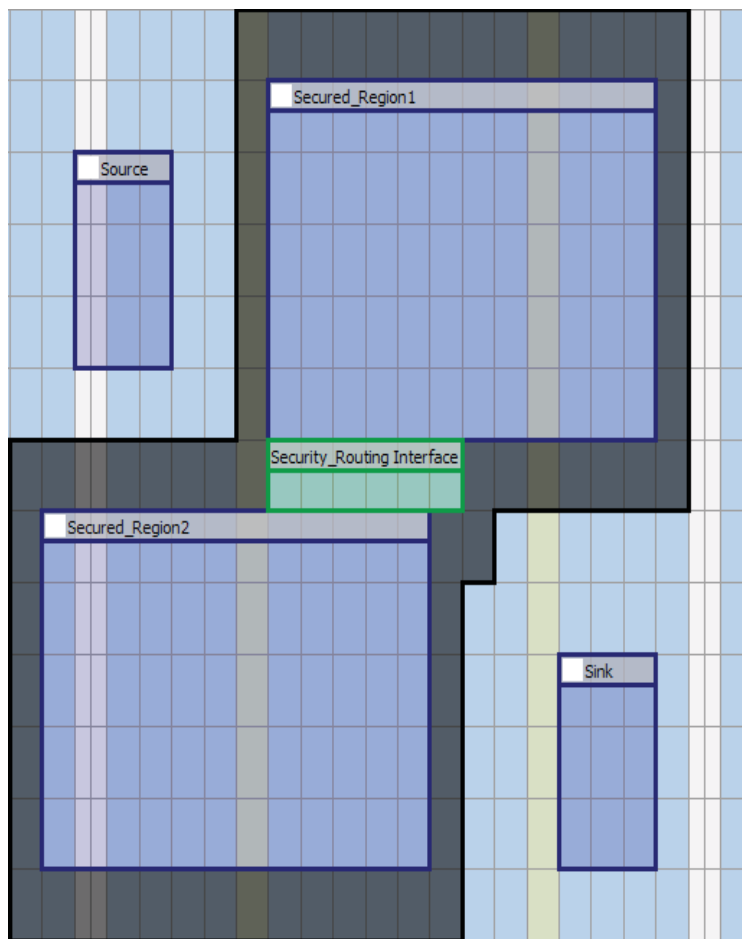 Secured_Region1
Source
Security_Routing Interface
Secured_Region2
Sink